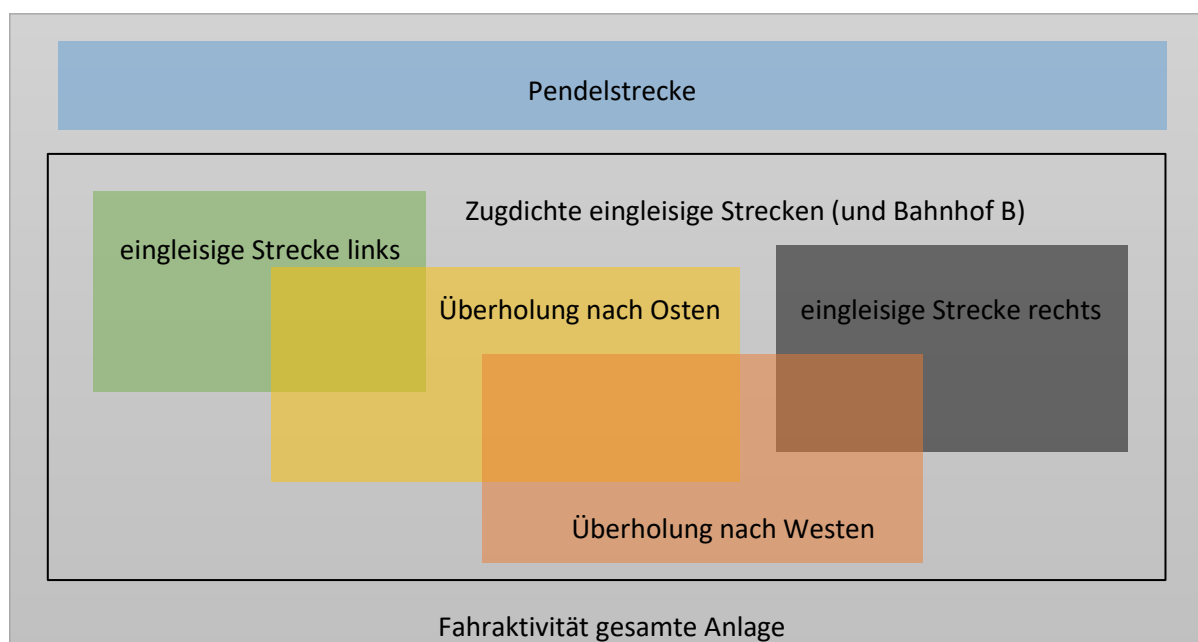 Pendelstrecke
Zugdichte eingleisige Strecken (und Bahnhof B)
eingleisige Strecke links
Überholung nach Osten
eingleisige Strecke rechts
Überholung nach Westen
Fahraktivität gesamte Anlage